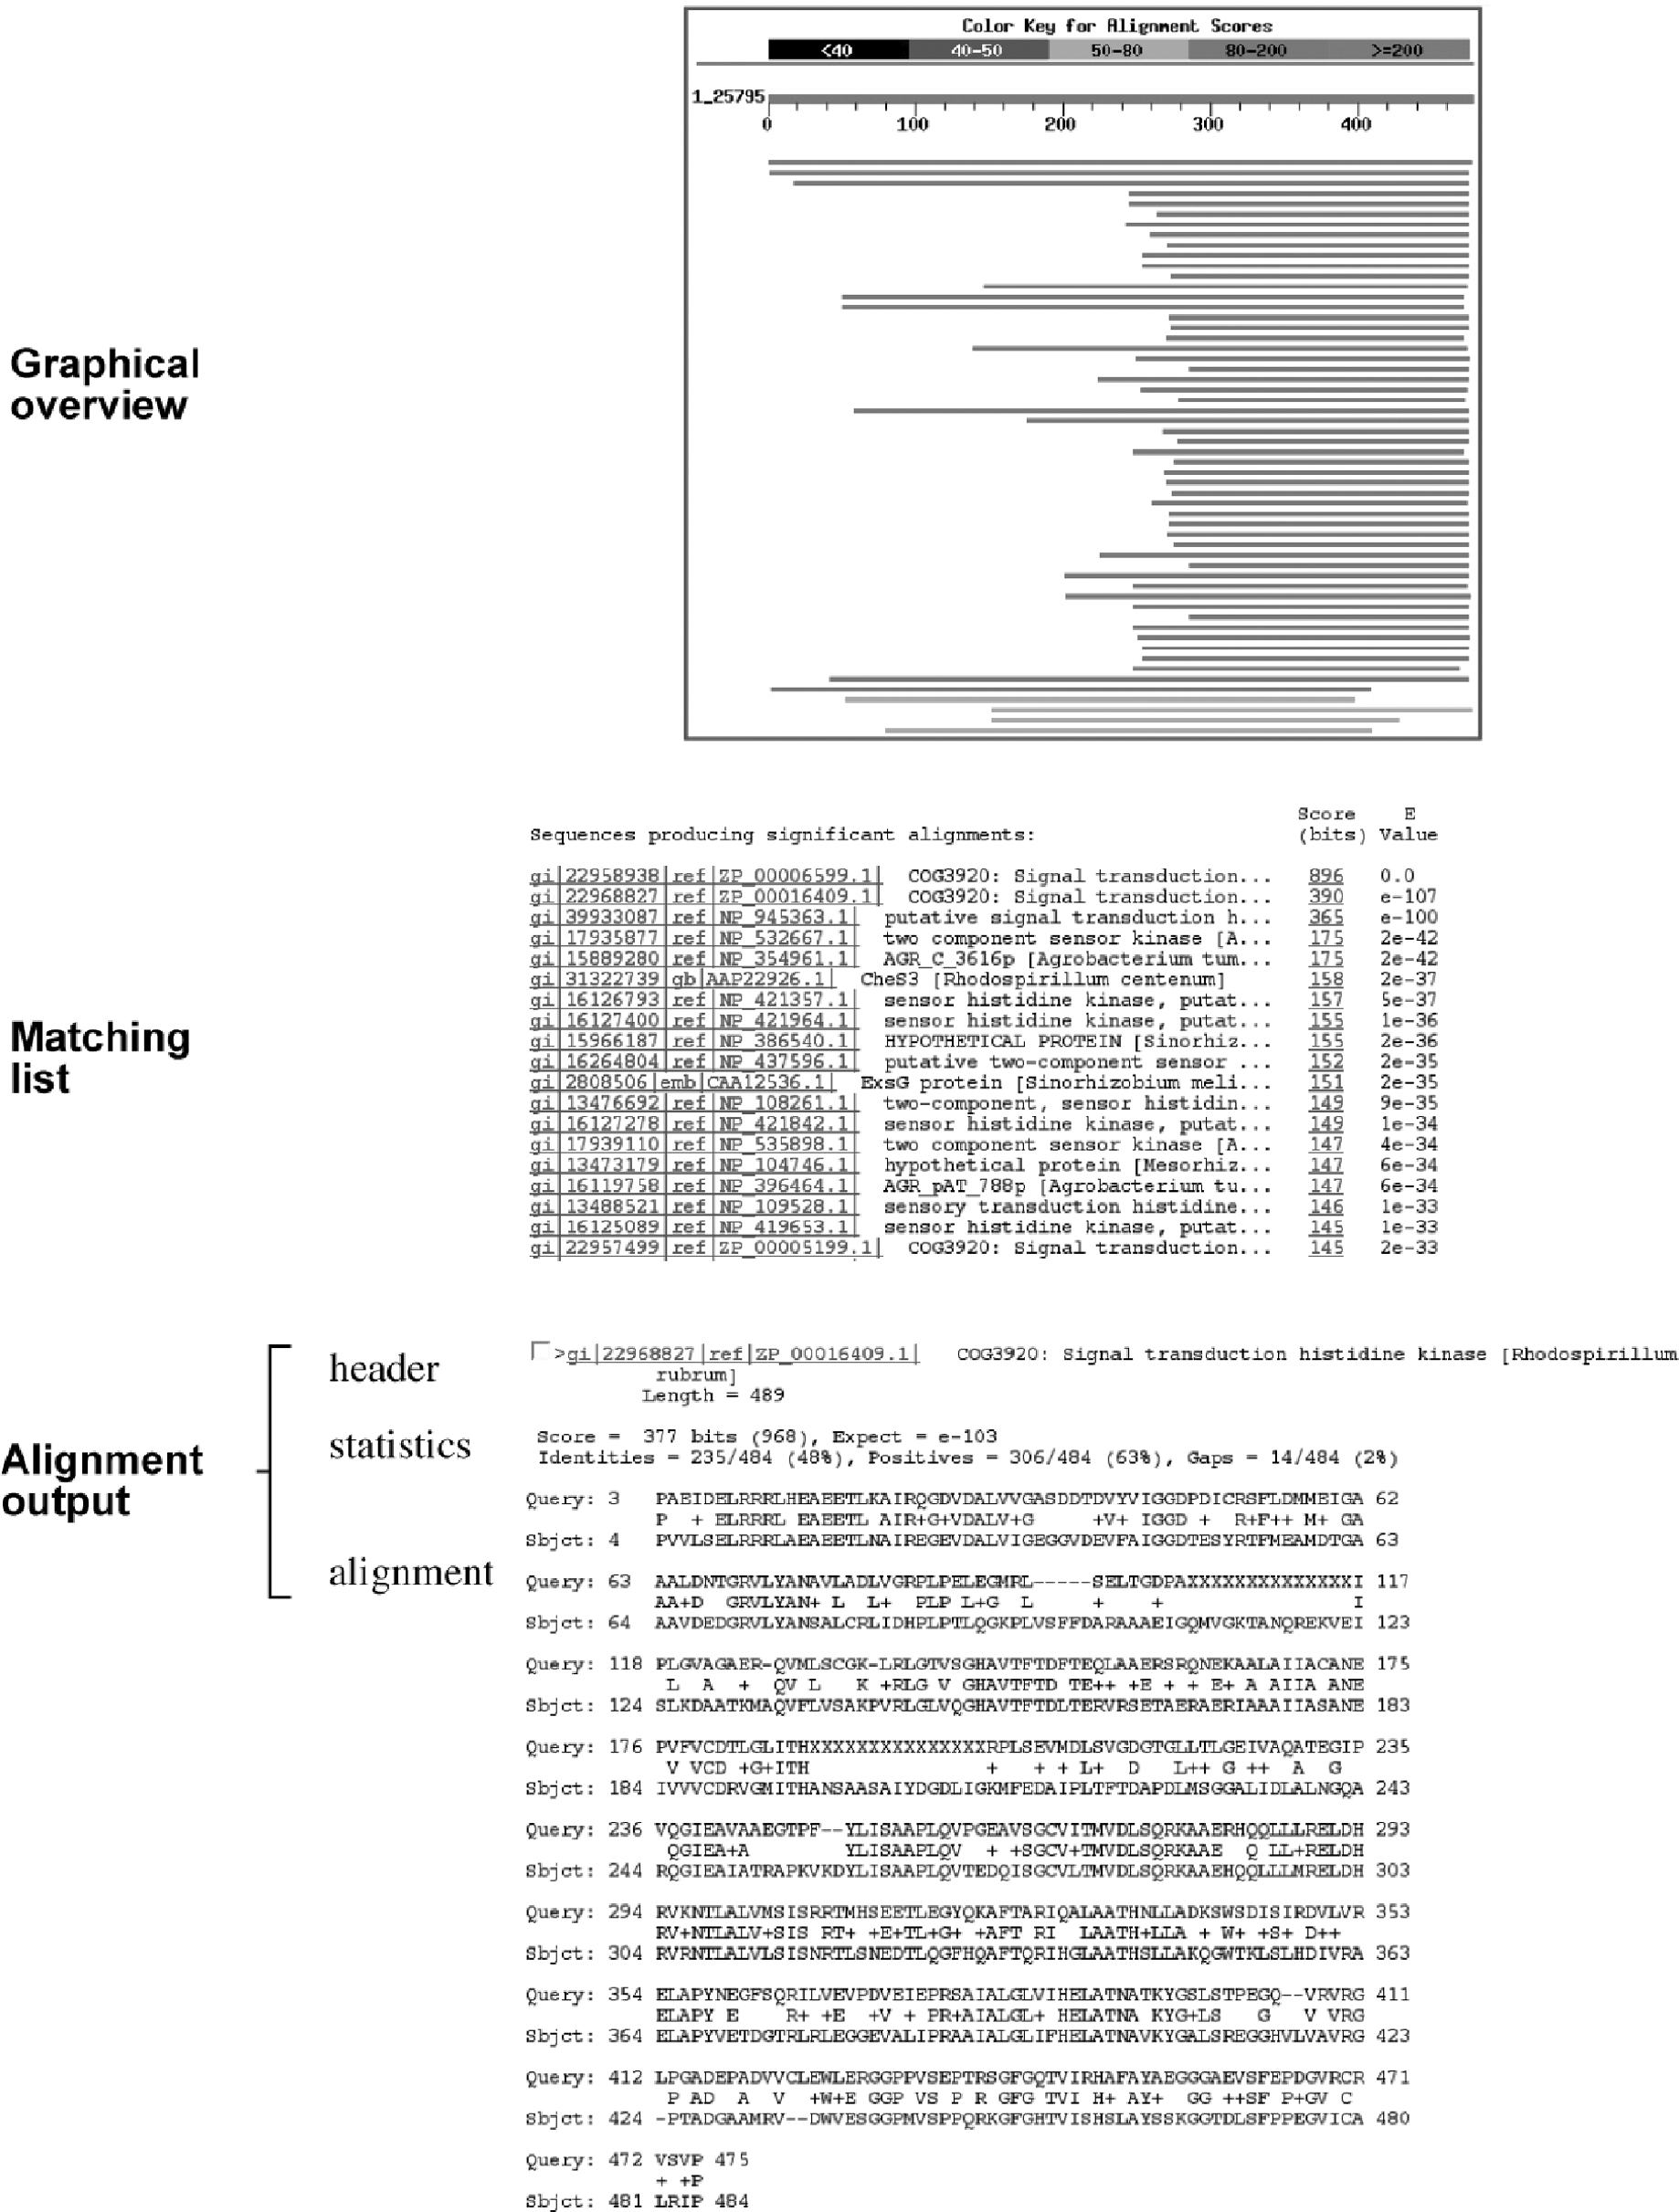 Color Key for Alignment Scores
<40 40-50 50-80 80-200 >=200
1_25795
0 100 200 300 400
Graphical
overview
Score E
Sequences producing significant alignments: (bits) Value
gi|22958938|ref|ZP_00006599.1| COG3920: Signal transduction... 896 0.0
gi|22968827|ref|ZP_00016409.1| COG3920: Signal transduction... 390 e-107
gi|39933087|ref|NP_945363.1| putative signal transduction h... 365 e-100
gi|17935877|ref|NP_532667.1| two component sensor kinase [A... 175 2e-42
gi|15889280|ref|NP_354961.1| AGR_C_3616p [Agrobacterium tum... 175 2e-42
gi|31322739|gb|AAP22926.1| CheS3 [Rhodospirillum centenum] 158 2e-37
gi|16126793|ref|NP_421357.1| sensor histidine kinase, putat... 157 5e-37
gi|16127400|ref|NP_421964.1| sensor histidine kinase, putat... 155 1e-36
gi|15966187|ref|NP_386540.1| HYPOTHETICAL PROTEIN [Sinorhiz... 155 2e-36
gi|16264804|ref|NP_437596.1| putative two-component sensor ... 152 2e-35
gi|2808506|emb|CAA12536.1| ExsG protein [Sinorhizobium meli... 151 2e-35
gi|13476692|ref|NP_108261.1| two-component, sensor histidin... 149 9e-35
gi|16127278|ref|NP_421842.1| sensor histidine kinase, putat... 149 1e-34
gi|17939110|ref|NP_535898.1| two component sensor kinase [A... 147 4e-34
gi|13473179|ref|NP_104746.1| hypothetical protein [Mesorhiz... 147 6e-34
gi|16119758|ref|NP_396464.1| AGR_pAT_788p [Agrobacterium tu... 147 6e-34
gi|13488521|ref|NP_109528.1| sensory transduction histidine... 146 1e-33
gi|16125089|ref|NP_419653.1| sensor histidine kinase, putat... 145 1e-33
gi|22957499|ref|ZP_00005199.1| COG3920: Signal transduction... 145 2e-33
Matching
list
Alignment
output
header
statistics
alignment
>gi|22968827|ref|ZP_00016409.1| COG3920: Signal transduction histidine kinase [Rhodospirillum
rubrum]
Length = 489
Score = 377 bits (968), Expect = e-103
Identities = 235/484 (48%), Positives = 306/484 (63%), Gaps = 14/484 (2%)
Query: 3 PAEIDELRRRLHEAEETLKAIRQGDVDALVVGASDDTDVYVIGGDPDICRSFLDMMEIGA 62
P + ELRRRL EAEETL AIR+G+VDALV+G +V+ IGGD + R+F++ M+ GA
Sbjct: 4 PVVLSELRRRLAEAEETLNAIREGEVDALVIGEGGVDEVFAIGGDTESYRTFMEAMDTGA 63
Query: 63 AALDNTGRVLYANAVLADLVGRPLPELEGMRL-----SELTGDPAXXXXXXXXXXXXXXI 117
AA+D GRVLYAN+ L L+ PLP L+G L + + I
Sbjct: 64 AAVDEDGRVLYANSALCRLIDHPLPTLQGKPLVSFFDARAAAEIGQMVGKTANQREKVEI 123
Query: 118 PLGVAGAER-QVMLSCGK-LRLGTVSGHAVTFTDFTEQLAAERSRQNEKAALAIIACANE 175
L A + QV L K +RLG V GHAVTFTD TE++ +E + + E+ A AIIA ANE
Sbjct: 124 SLKDAATKMAQVFLVSAKPVRLGLVQGHAVTFTDLTERVRSETAERAERIAAAIIASANE 183
Query: 176 PVFVCDTLGLITHXXXXXXXXXXXXXXXRPLSEVMDLSVGDGTGLLTLGEIVAQATEGIP 235
V VCD +G+ITH + + + L+ D L++ G ++ A G
Sbjct: 184 IVVVCDRVGMITHANSAASAIYDGDLIGKMFEDAIPLTFTDAPDLMSGGALIDLALNGQA 243
Query: 236 VQGIEAVAAEGTPF--YLISAAPLQVPGEAVSGCVITMVDLSQRKAAERHQQLLLRELDH 293
QGIEA+A YLISAAPLQV + +SGCV+TMVDLSQRKAAE Q LL+RELDH
Sbjct: 244 RQGIEAIATRAPKVKDYLISAAPLQVTEDQISGCVLTMVDLSQRKAAEHQQLLLMRELDH 303
Query: 294 RVKNTLALVMSISRRTMHSEETLEGYQKAFTARIQALAATHNLLADKSWSDISIRDVLVR 353
RV+NTLALV+SIS RT+ +E+TL+G+ +AFT RI LAATH+LLA + W+ +S+ D++
Sbjct: 304 RVRNTLALVLSISNRTLSNEDTLQGFHQAFTQRIHGLAATHSLLAKQGWTKLSLHDIVRA 363
Query: 354 ELAPYNEGFSQRILVEVPDVEIEPRSAIALGLVIHELATNATKYGSLSTPEGQ--VRVRG 411
ELAPY E R+ +E +V + PR+AIALGL+ HELATNA KYG+LS G V VRG
Sbjct: 364 ELAPYVETDGTRLRLEGGEVALIPRAAIALGLIFHELATNAVKYGALSREGGHVLVAVRG 423
Query: 412 LPGADEPADVVCLEWLERGGPPVSEPTRSGFGQTVIRHAFAYAEGGGAEVSFEPDGVRCR 471
P AD A V +W+E GGP VS P R GFG TVI H+ AY+ GG ++SF P+GV C
Sbjct: 424 -PTADGAAMRV--DWVESGGPMVSPPQRKGFGHTVISHSLAYSSKGGTDLSFPPEGVICA 480
Query: 472 VSVP 475
+ +P
Sbjct: 481 LRIP 484